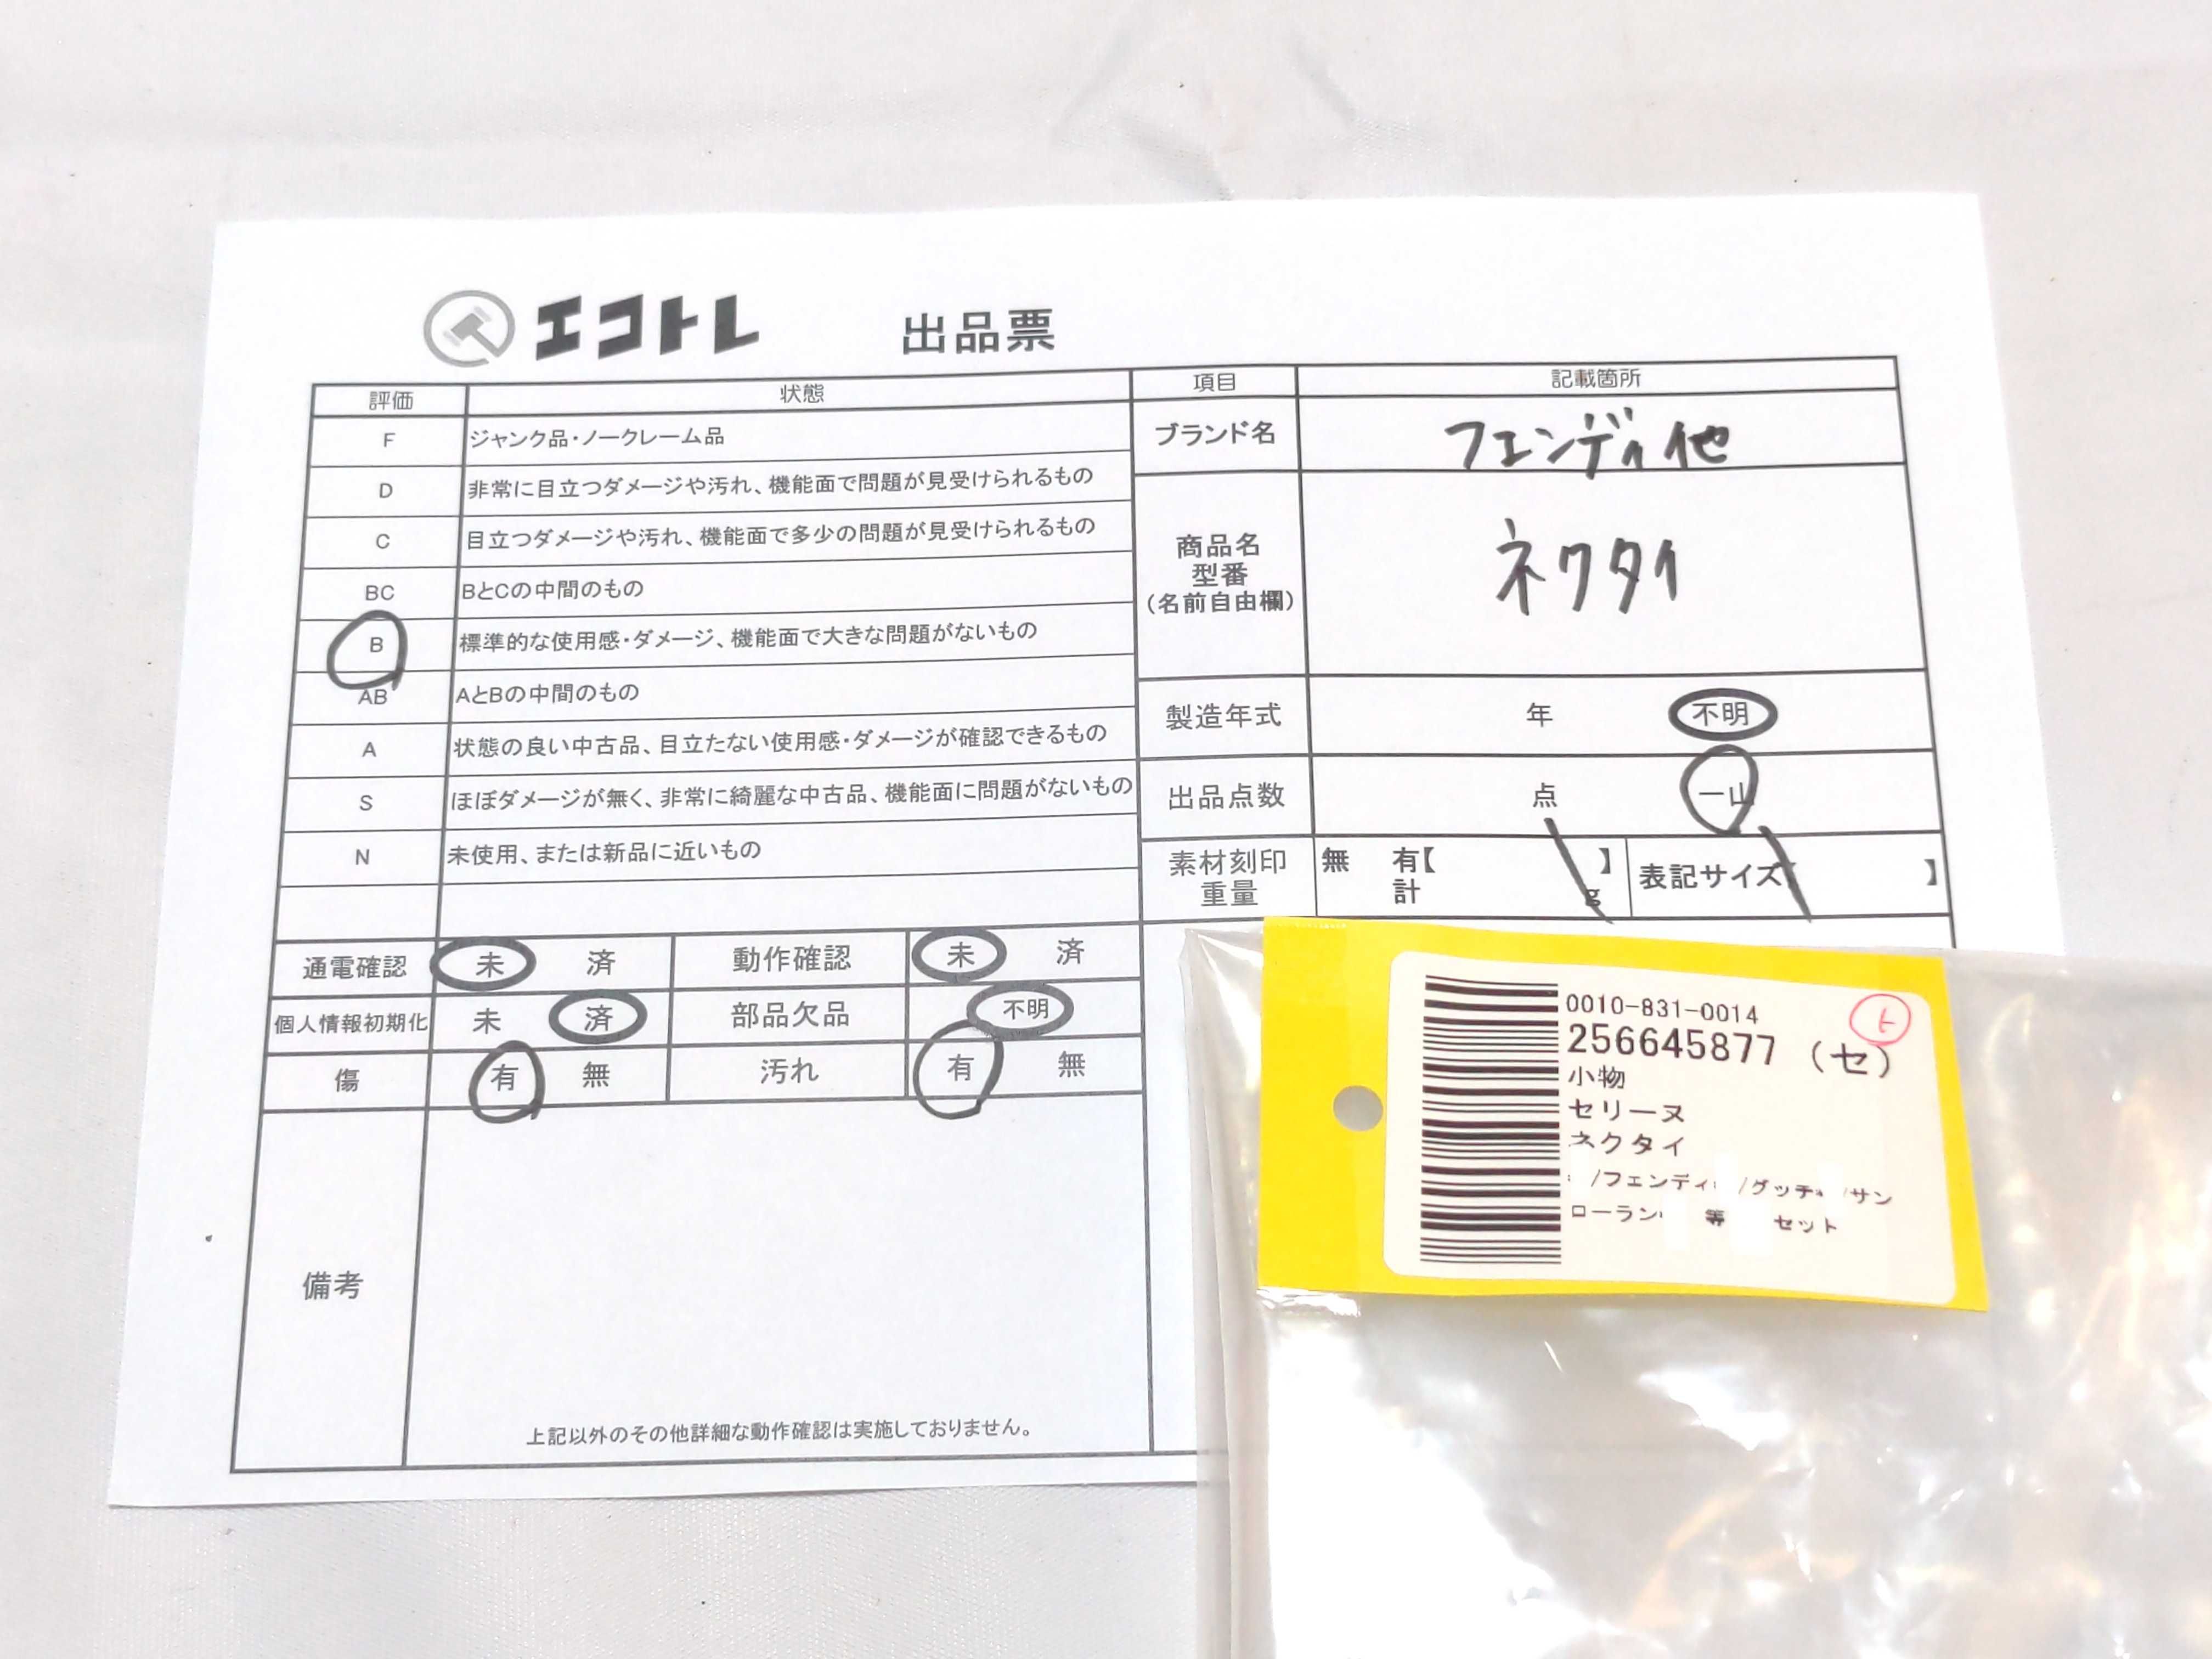 エコトレ 出品票
評価 状態 項目 記載箇所
F ジャンク品・ノークレーム品
D 非常に目立つダメージや汚れ、機能面で問題が見受けられるもの
C 目立つダメージや汚れ、機能面で多少の問題が見受けられるもの
BC BとCの中間のもの
B 標準的な使用感・ダメージ、機能面で大きな問題がないもの
AB AとBの中間のもの
A 状態の良い中古品、目立たない使用感・ダメージが確認できるもの
S ほぼダメージが無く、非常に綺麗な中古品、機能面に問題がないもの
N 未使用、または新品に近いもの
ブランド名 フェンディ他
商品名
型番
(名前自由欄)
ネクタイ
製造年式 年 不明
出品点数 点 一山
素材刻印 無 有【 】
重量 計 g
表記サイズ 】
通電確認 未 済 動作確認 未 済
個人情報初期化 未 済 部品欠品 不明
傷 有 無 汚れ 有 無
備考
上記以外のその他詳細な動作確認は実施しておりません。
0010-831-0014
256645877 (セ)
ト
小物
セリーヌ
ネクタイ
/フェンディ /グッチ /サン
ローラン 等 セット